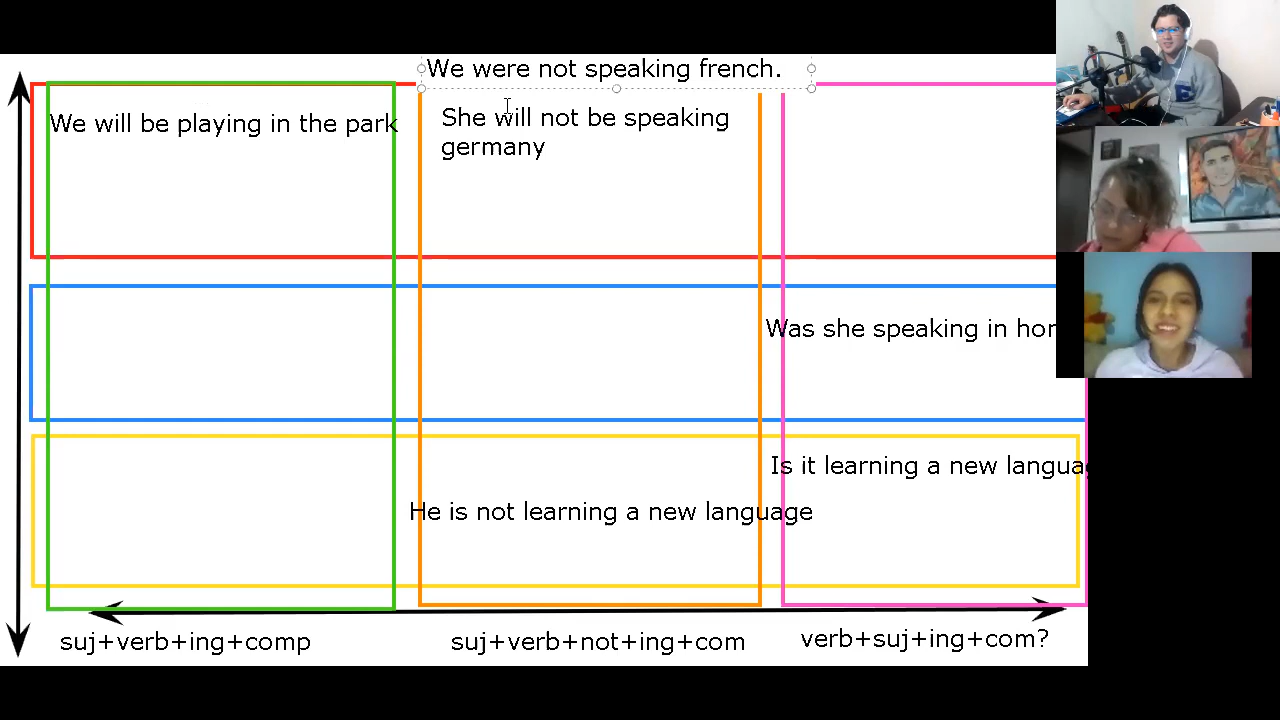 We were not speaking french.
We will be playing in the park
She will not be speaking
germany
Was she speaking in
Is it learning a new
He is not learning a new language
suj+verb+ing+comp
suj+verb+not+ing+com
verb+suj+ing+com?